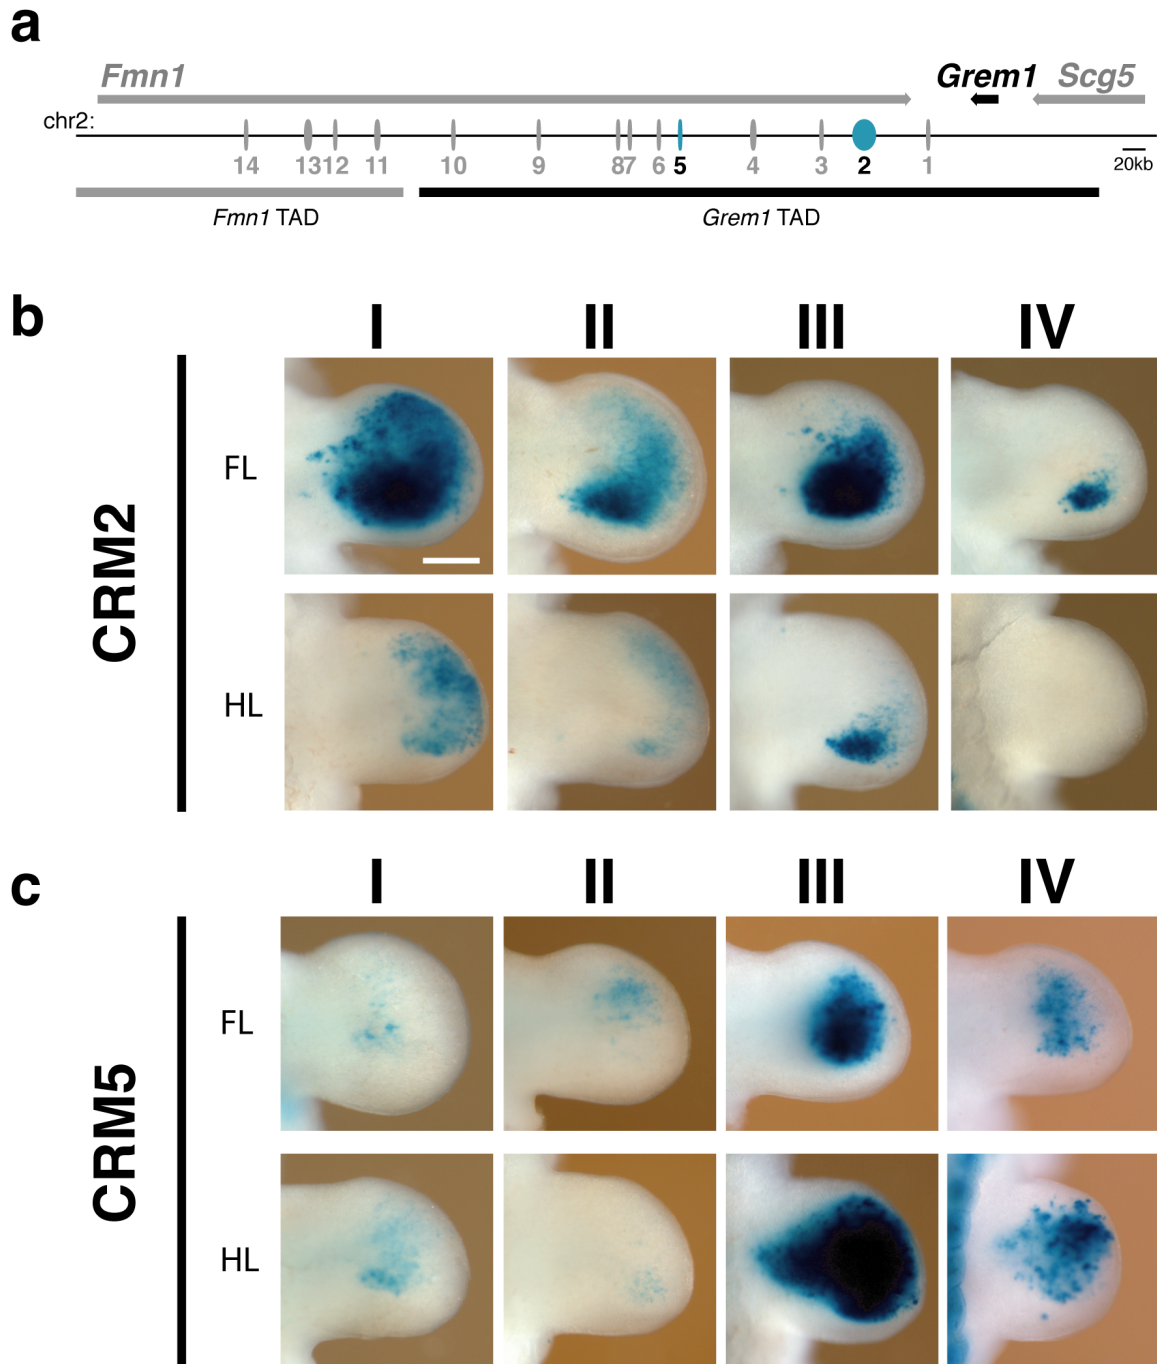 a
Fmn1 Grem1 Scg5
chr2:
14 13 12 11 10 9 8 7 6 5 4 3 2 1 20kb
Fmn1 TAD Grem1 TAD
b
I II III IV
CRM2
FL
HL
c
I II III IV
CRM5
FL
HL